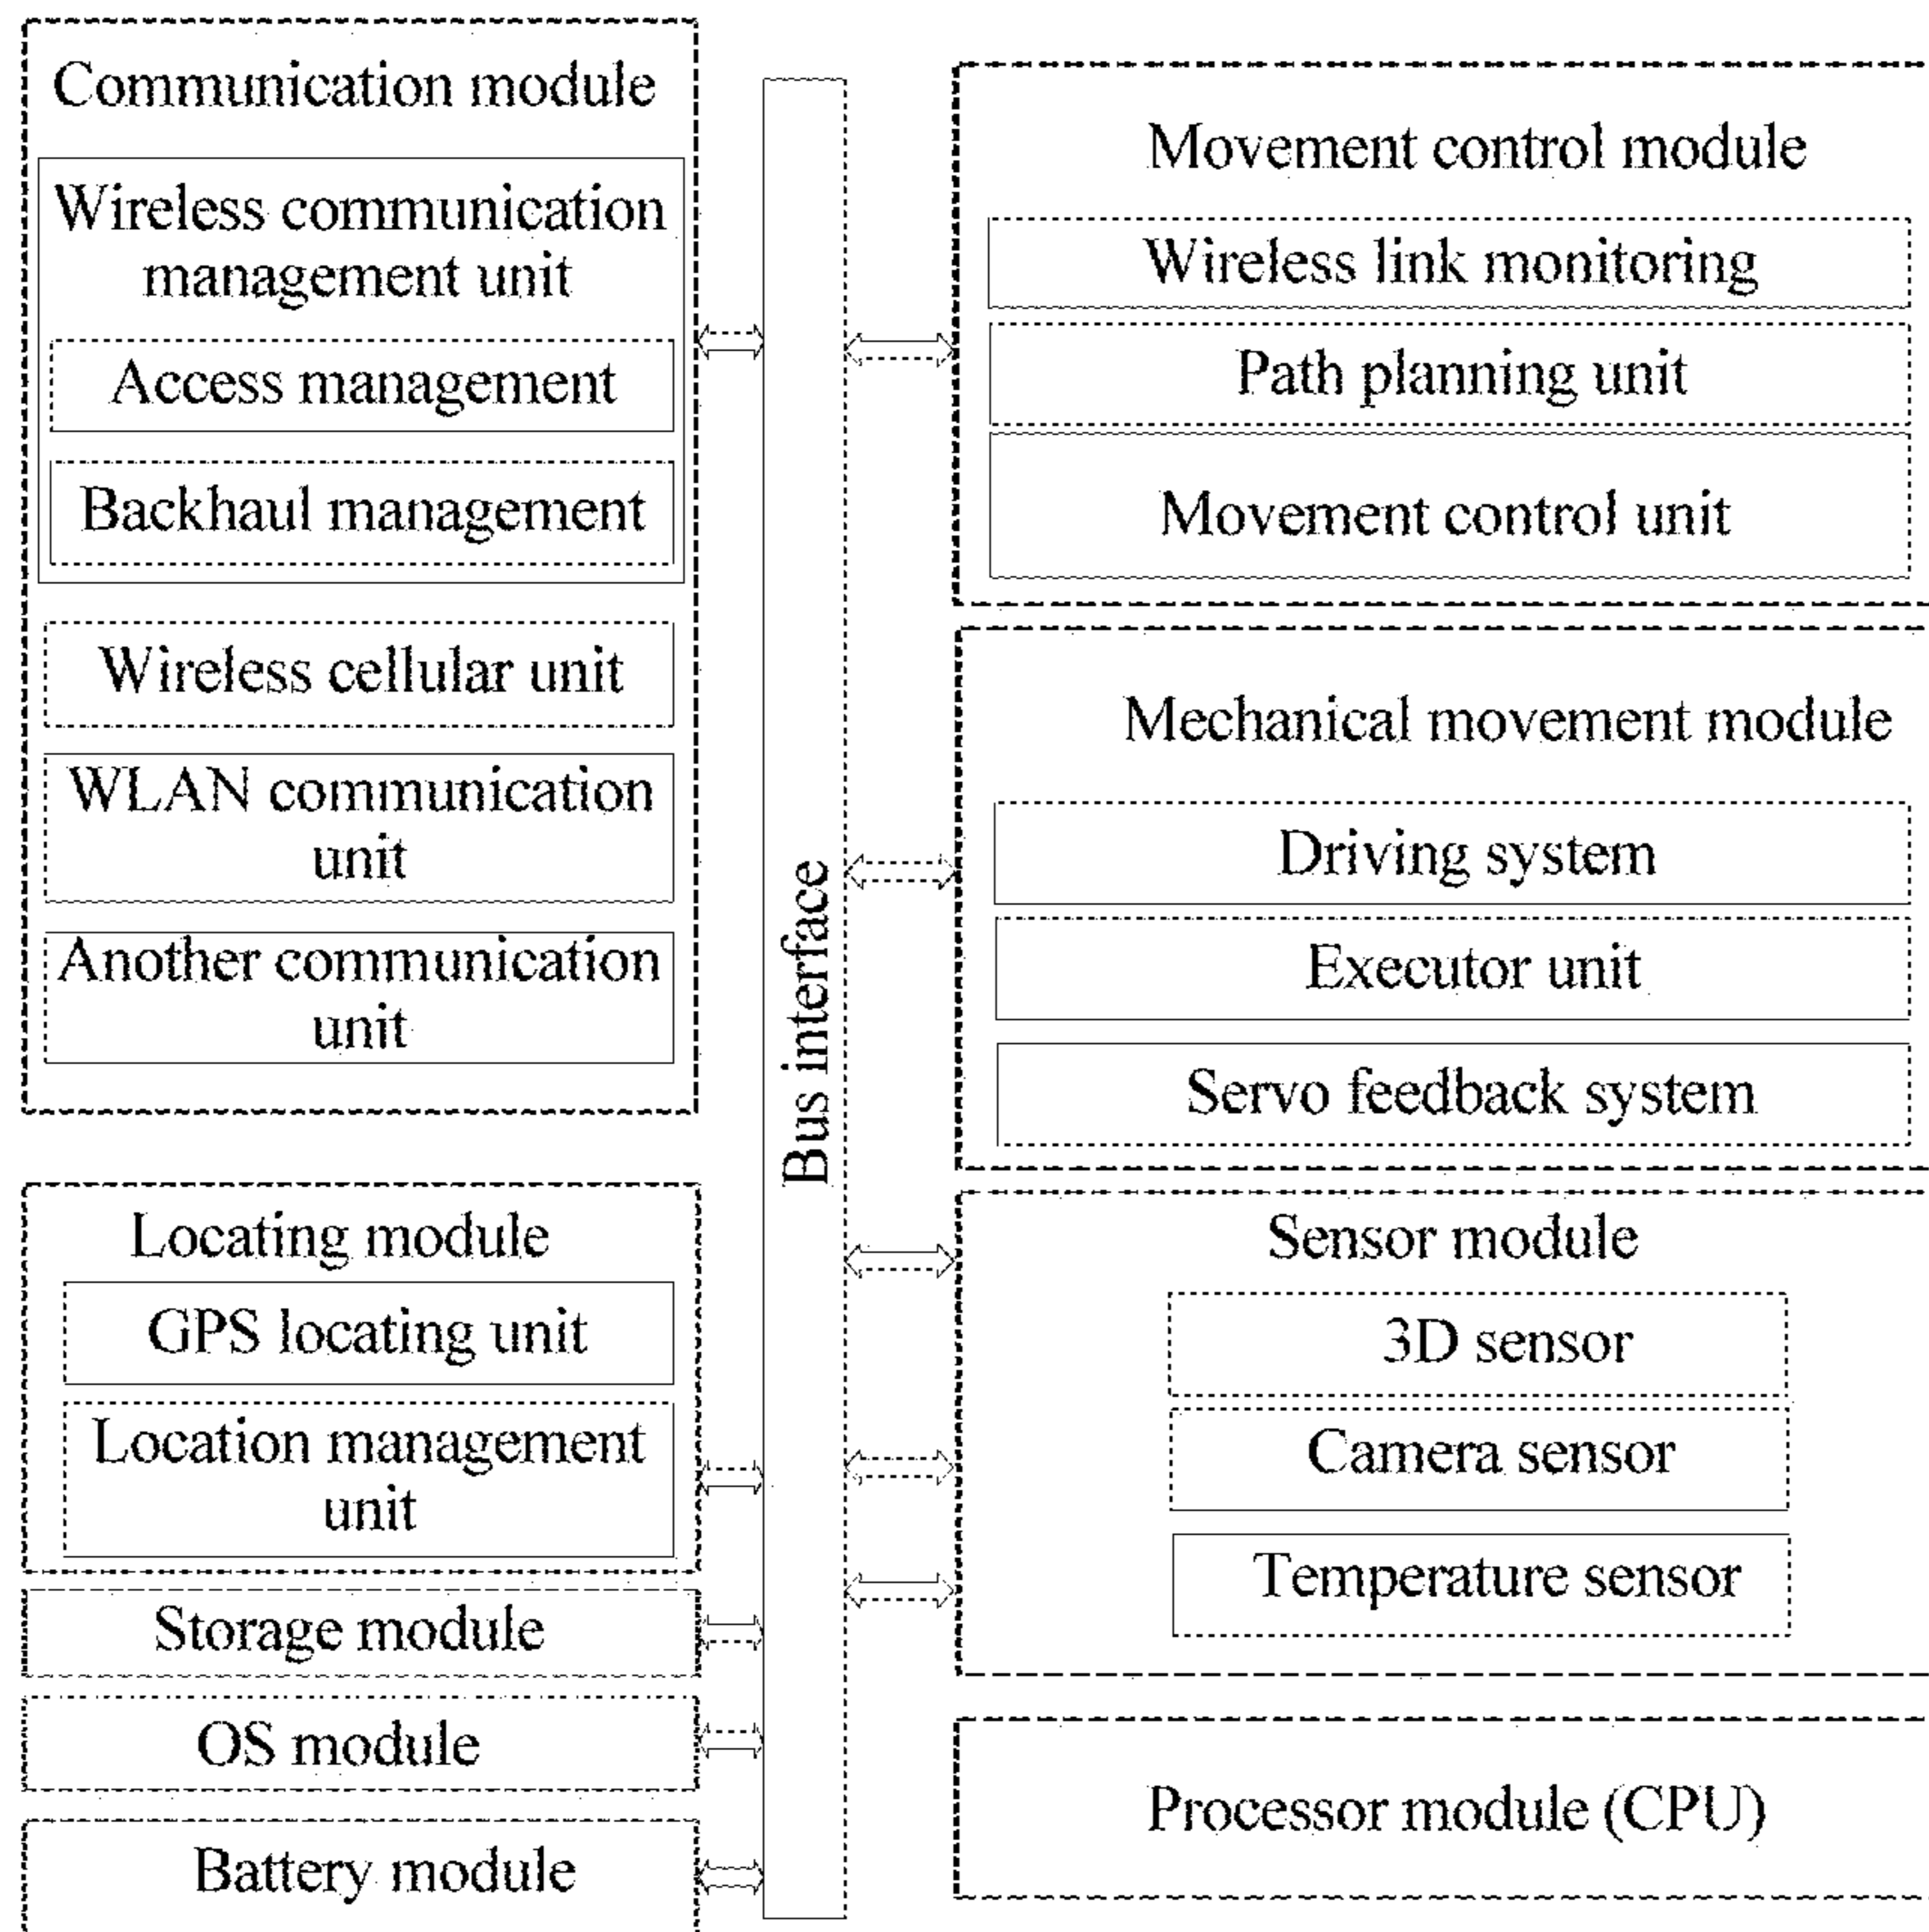 Communication module
Wireless communication
management unit
Access management
Backhaul management
Wireless cellular unit
WLAN communication
unit
Another communication
unit
Locating module
GPS locating unit
Location management
unit
Storage module
OS module
Battery module
Bus interface
Movement control module
Wireless link monitoring
Path planning unit
Movement control unit
Mechanical movement module
Driving system
Executor unit
Servo feedback system
Sensor module
3D sensor
Camera sensor
Temperature sensor
Processor module (CPU)